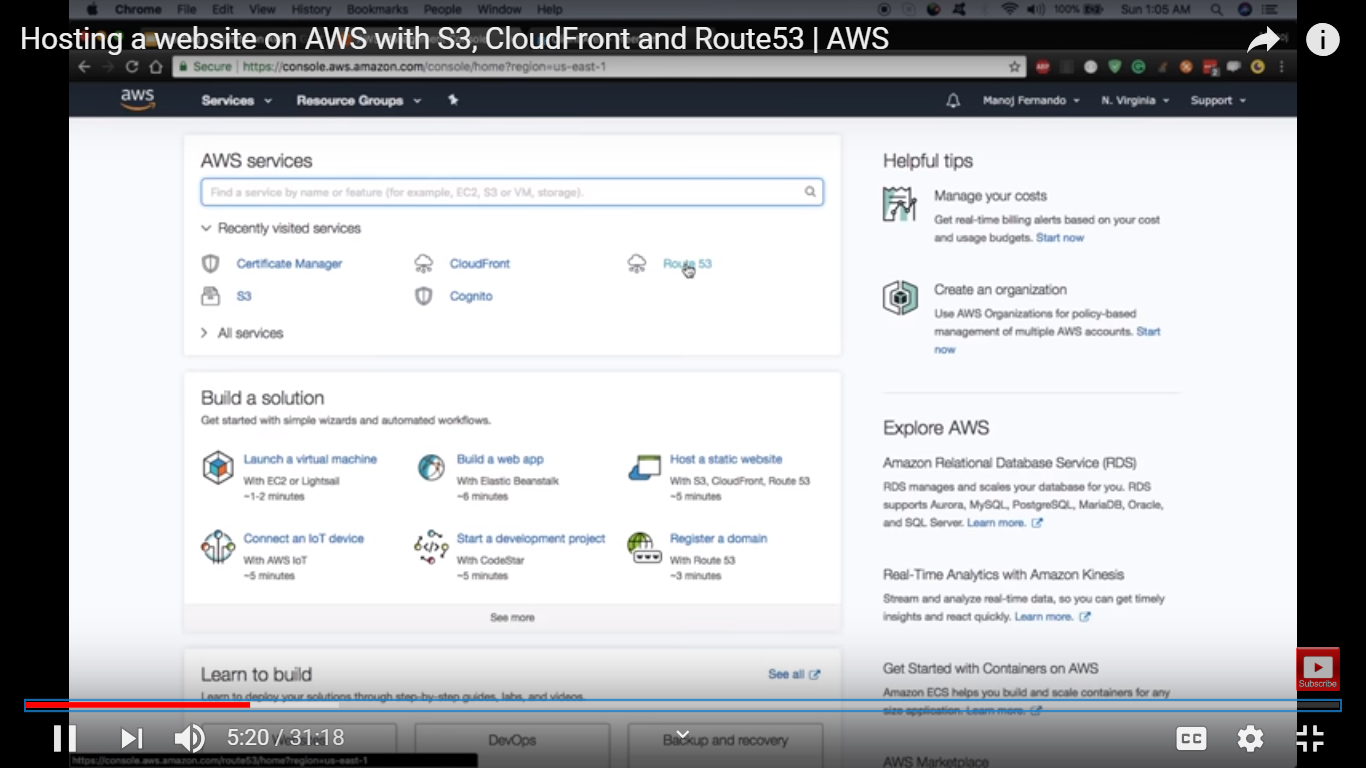 Chrome File Edit View History Bookmarks People Window Help 100% Sun 1:05 AM
Hosting a website on AWS with S3, CloudFront and Route53 | AWS
Secure | https://console.aws.amazon.com/console/home?region=us-east-1
aws Services Resource Groups Manoj Fernando N. Virginia Support
AWS services
Find a service by name or feature (for example, EC2, S3 or VM, storage).
Recently visited services
Certificate Manager CloudFront Route 53
S3 Cognito
All services
Build a solution
Get started with simple wizards and automated workflows.
Launch a virtual machine
With EC2 or Lightsail
~1-2 minutes
Build a web app
With Elastic Beanstalk
~6 minutes
Host a static website
With S3, CloudFront, Route 53
~5 minutes
Connect an IoT device
With AWS IoT
~5 minutes
Start a development project
With CodeStar
~5 minutes
Register a domain
With Route 53
~3 minutes
See more
Learn to build See all
Learn to deploy your solutions through step-by-step guides, labs, and videos.
DevOps Backup and recovery
Helpful tips
Manage your costs
Get real-time billing alerts based on your cost
and usage budgets. Start now
Create an organization
Use AWS Organizations for policy-based
management of multiple AWS accounts. Start
now
Explore AWS
Amazon Relational Database Service (RDS)
RDS manages and scales your database for you. RDS
supports Aurora, MySQL, PostgreSQL, MariaDB, Oracle,
and SQL Server. Learn more.
Real-Time Analytics with Amazon Kinesis
Stream and analyze real-time data, so you can get timely
insights and react quickly. Learn more.
Get Started with Containers on AWS
Amazon ECS helps you build and scale containers for any
size application. Learn more.
AWS Marketplace
Subscribe
5:20 / 31:18
CC
https://console.aws.amazon.com/route53/home?region=us-east-1